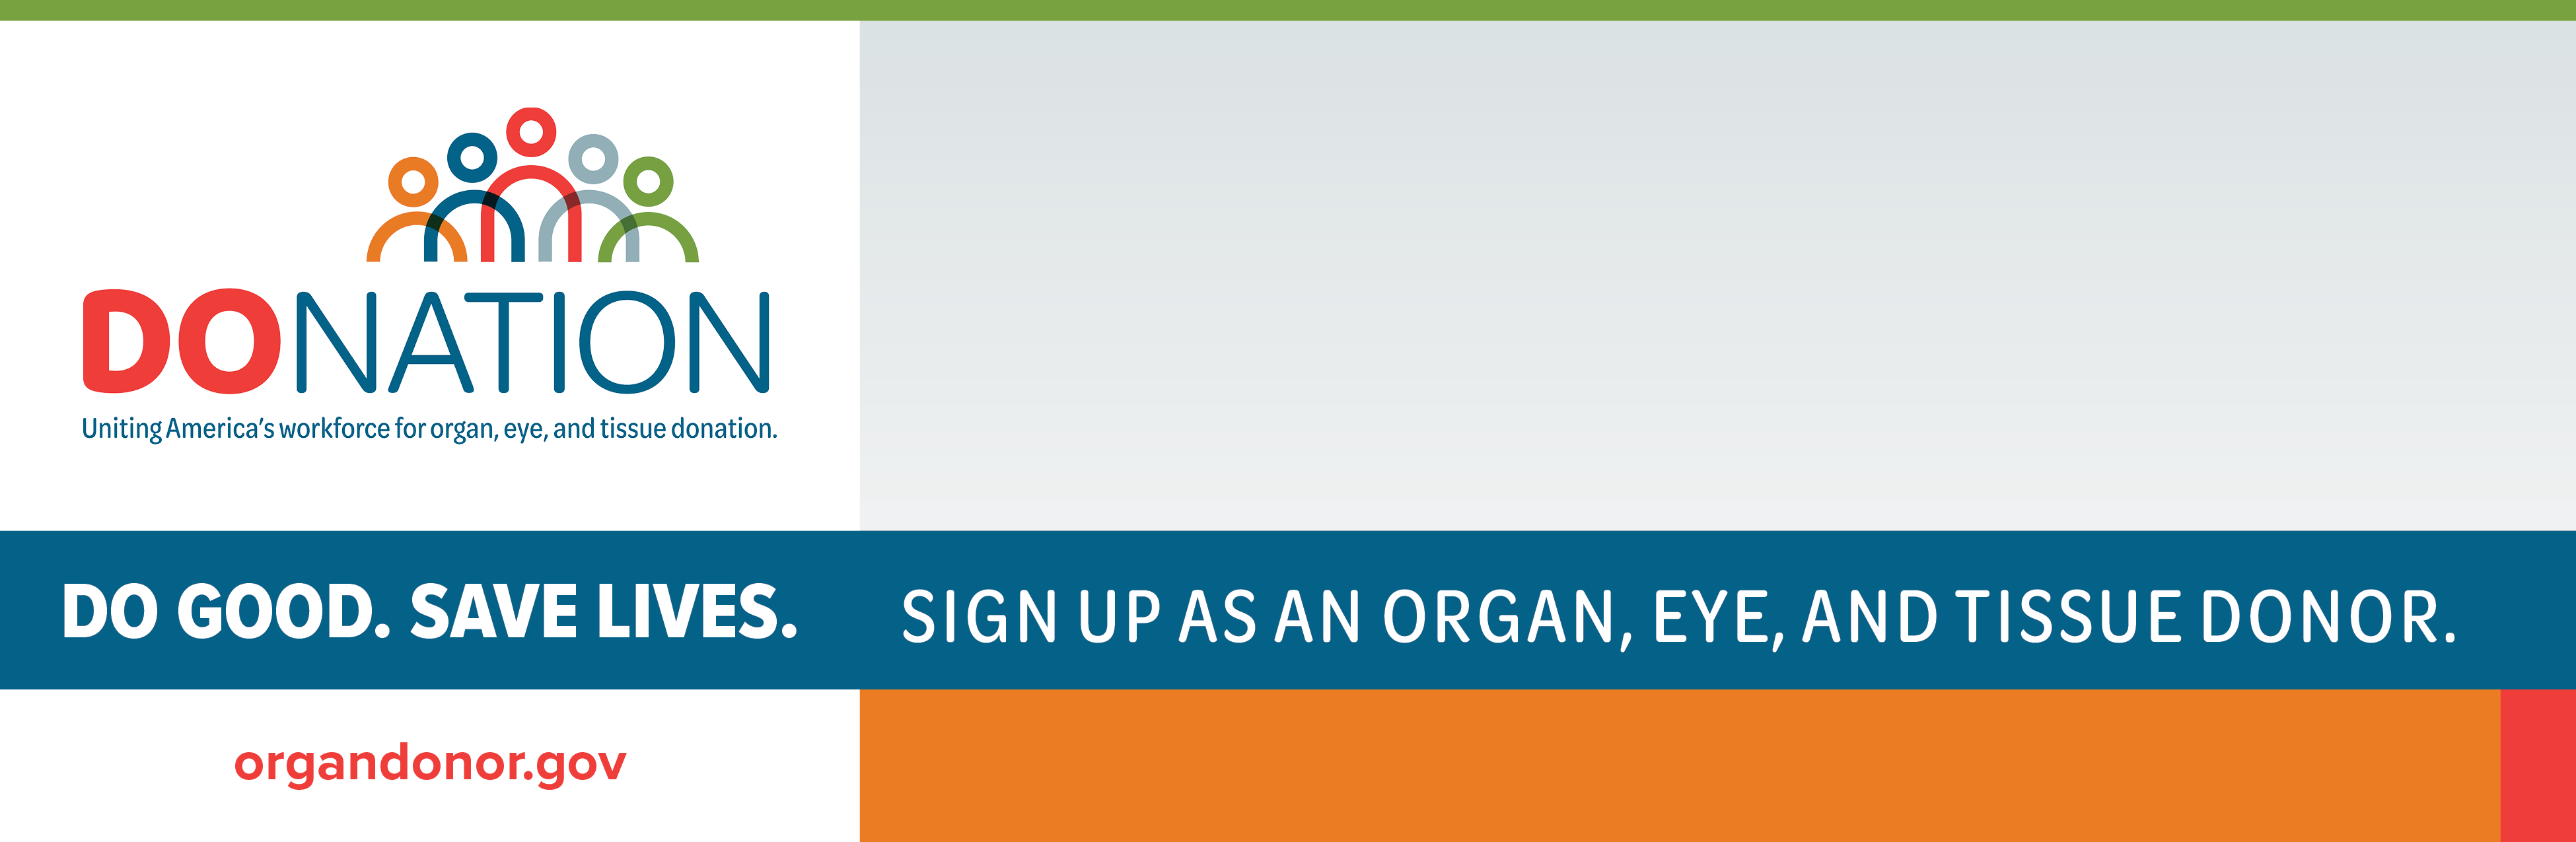 DONATION
Uniting America's workforce for organ, eye, and tissue donation.
DO GOOD. SAVE LIVES. SIGN UP AS AN ORGAN, EYE, AND TISSUE DONOR.
organdonor.gov